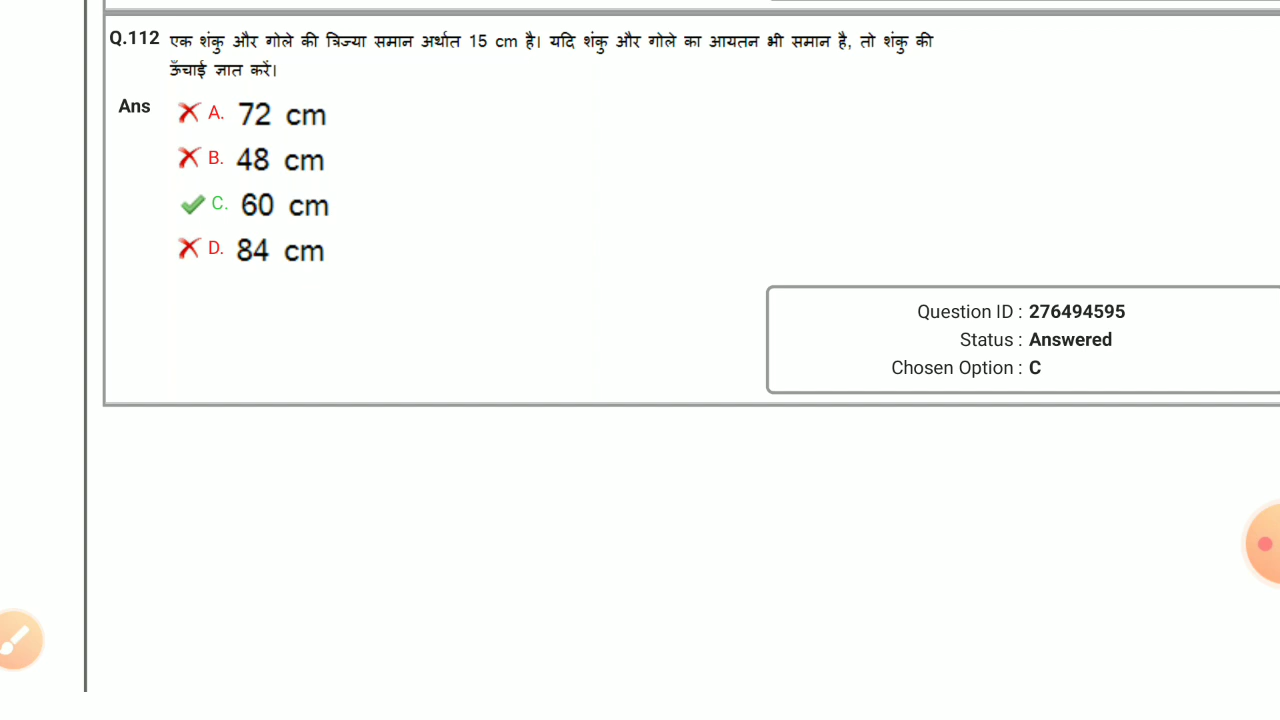 Q.112 एक शंकु और गोले की त्रिज्या समान अर्थात 15 cm है। यदि शंकु और गोले का आयतन भी समान है, तो शंकु की
ऊँचाई ज्ञात करें।
Ans A. 72 cm
B. 48 cm
C. 60 cm
D. 84 cm
Question ID : 276494595
Status : Answered
Chosen Option : C